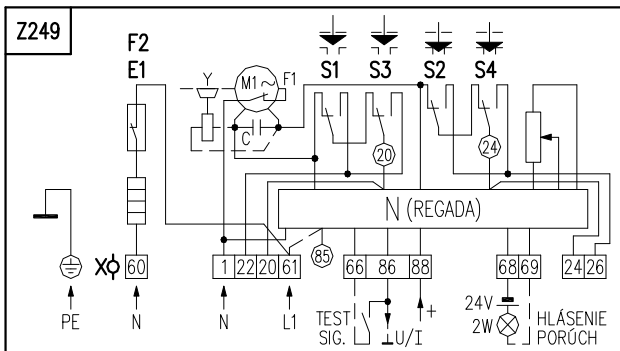 Z249
F2
E1
Y
M1 ~
F1
S1
S3
S2
S4
C
20
24
N (REGADA)
85
X
60
1 22 20 61
66 86 88
68 69
24 26
PE
N
N
L1
TEST
SIG.
U/I
+
24V
2W
HLÁSENIE
PORÚCH